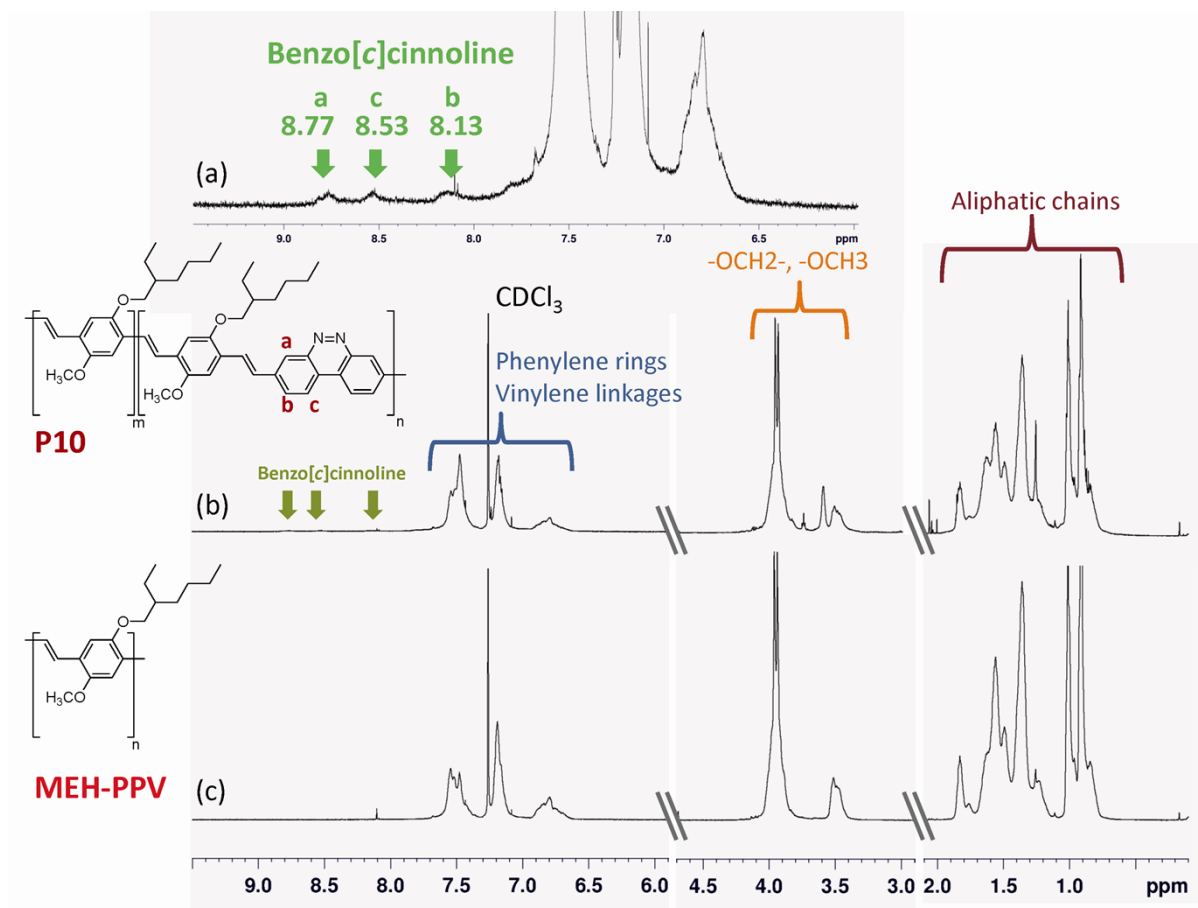 Benzo[c]cinnoline
a c b
8.77 8.53 8.13
(a)
9.0 8.5 8.0 7.5 7.0 6.5 ppm
Aliphatic chains
-OCH2-, -OCH3
CDCl3
Phenylene rings
Vinylene linkages
O
O
N=N
a
H3CO
H3CO
b c
m
n
P10
Benzo[c]cinnoline
(b)
O
H3CO
n
MEH-PPV
(c)
9.0 8.5 8.0 7.5 7.0 6.5 6.0 4.5 4.0 3.5 3.0 2.0 1.5 1.0 ppm